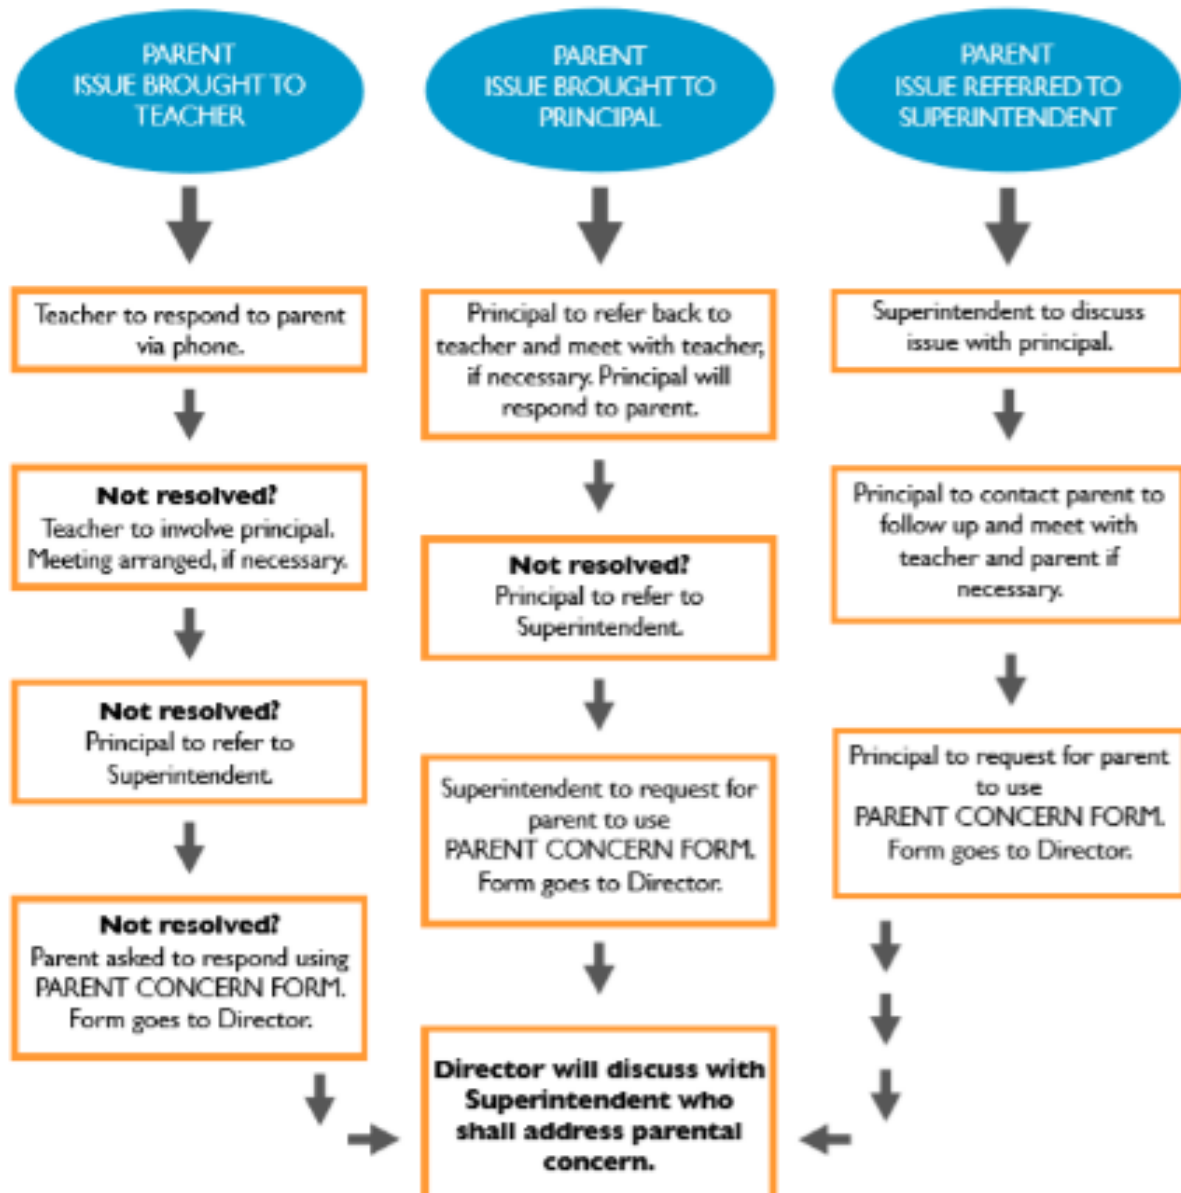 PARENT
ISSUE BROUGHT TO
TEACHER
Teacher to respond to parent
via phone.
Not resolved?
Teacher to involve principal.
Meeting arranged, if necessary.
Not resolved?
Principal to refer to
Superintendent.
Not resolved?
Parent asked to respond using
PARENT CONCERN FORM.
Form goes to Director.
PARENT
ISSUE BROUGHT TO
PRINCIPAL
Principal to refer back to
teacher and meet with teacher,
if necessary. Principal will
respond to parent.
Not resolved?
Principal to refer to
Superintendent.
Superintendent to request for
parent to use
PARENT CONCERN FORM.
Form goes to Director.
PARENT
ISSUE REFERRED TO
SUPERINTENDENT
Superintendent to discuss
issue with principal.
Principal to contact parent to
follow up and meet with
teacher and parent if
necessary.
Principal to request for parent
to use
PARENT CONCERN FORM.
Form goes to Director.
Director will discuss with
Superintendent who
shall address parental
concern.